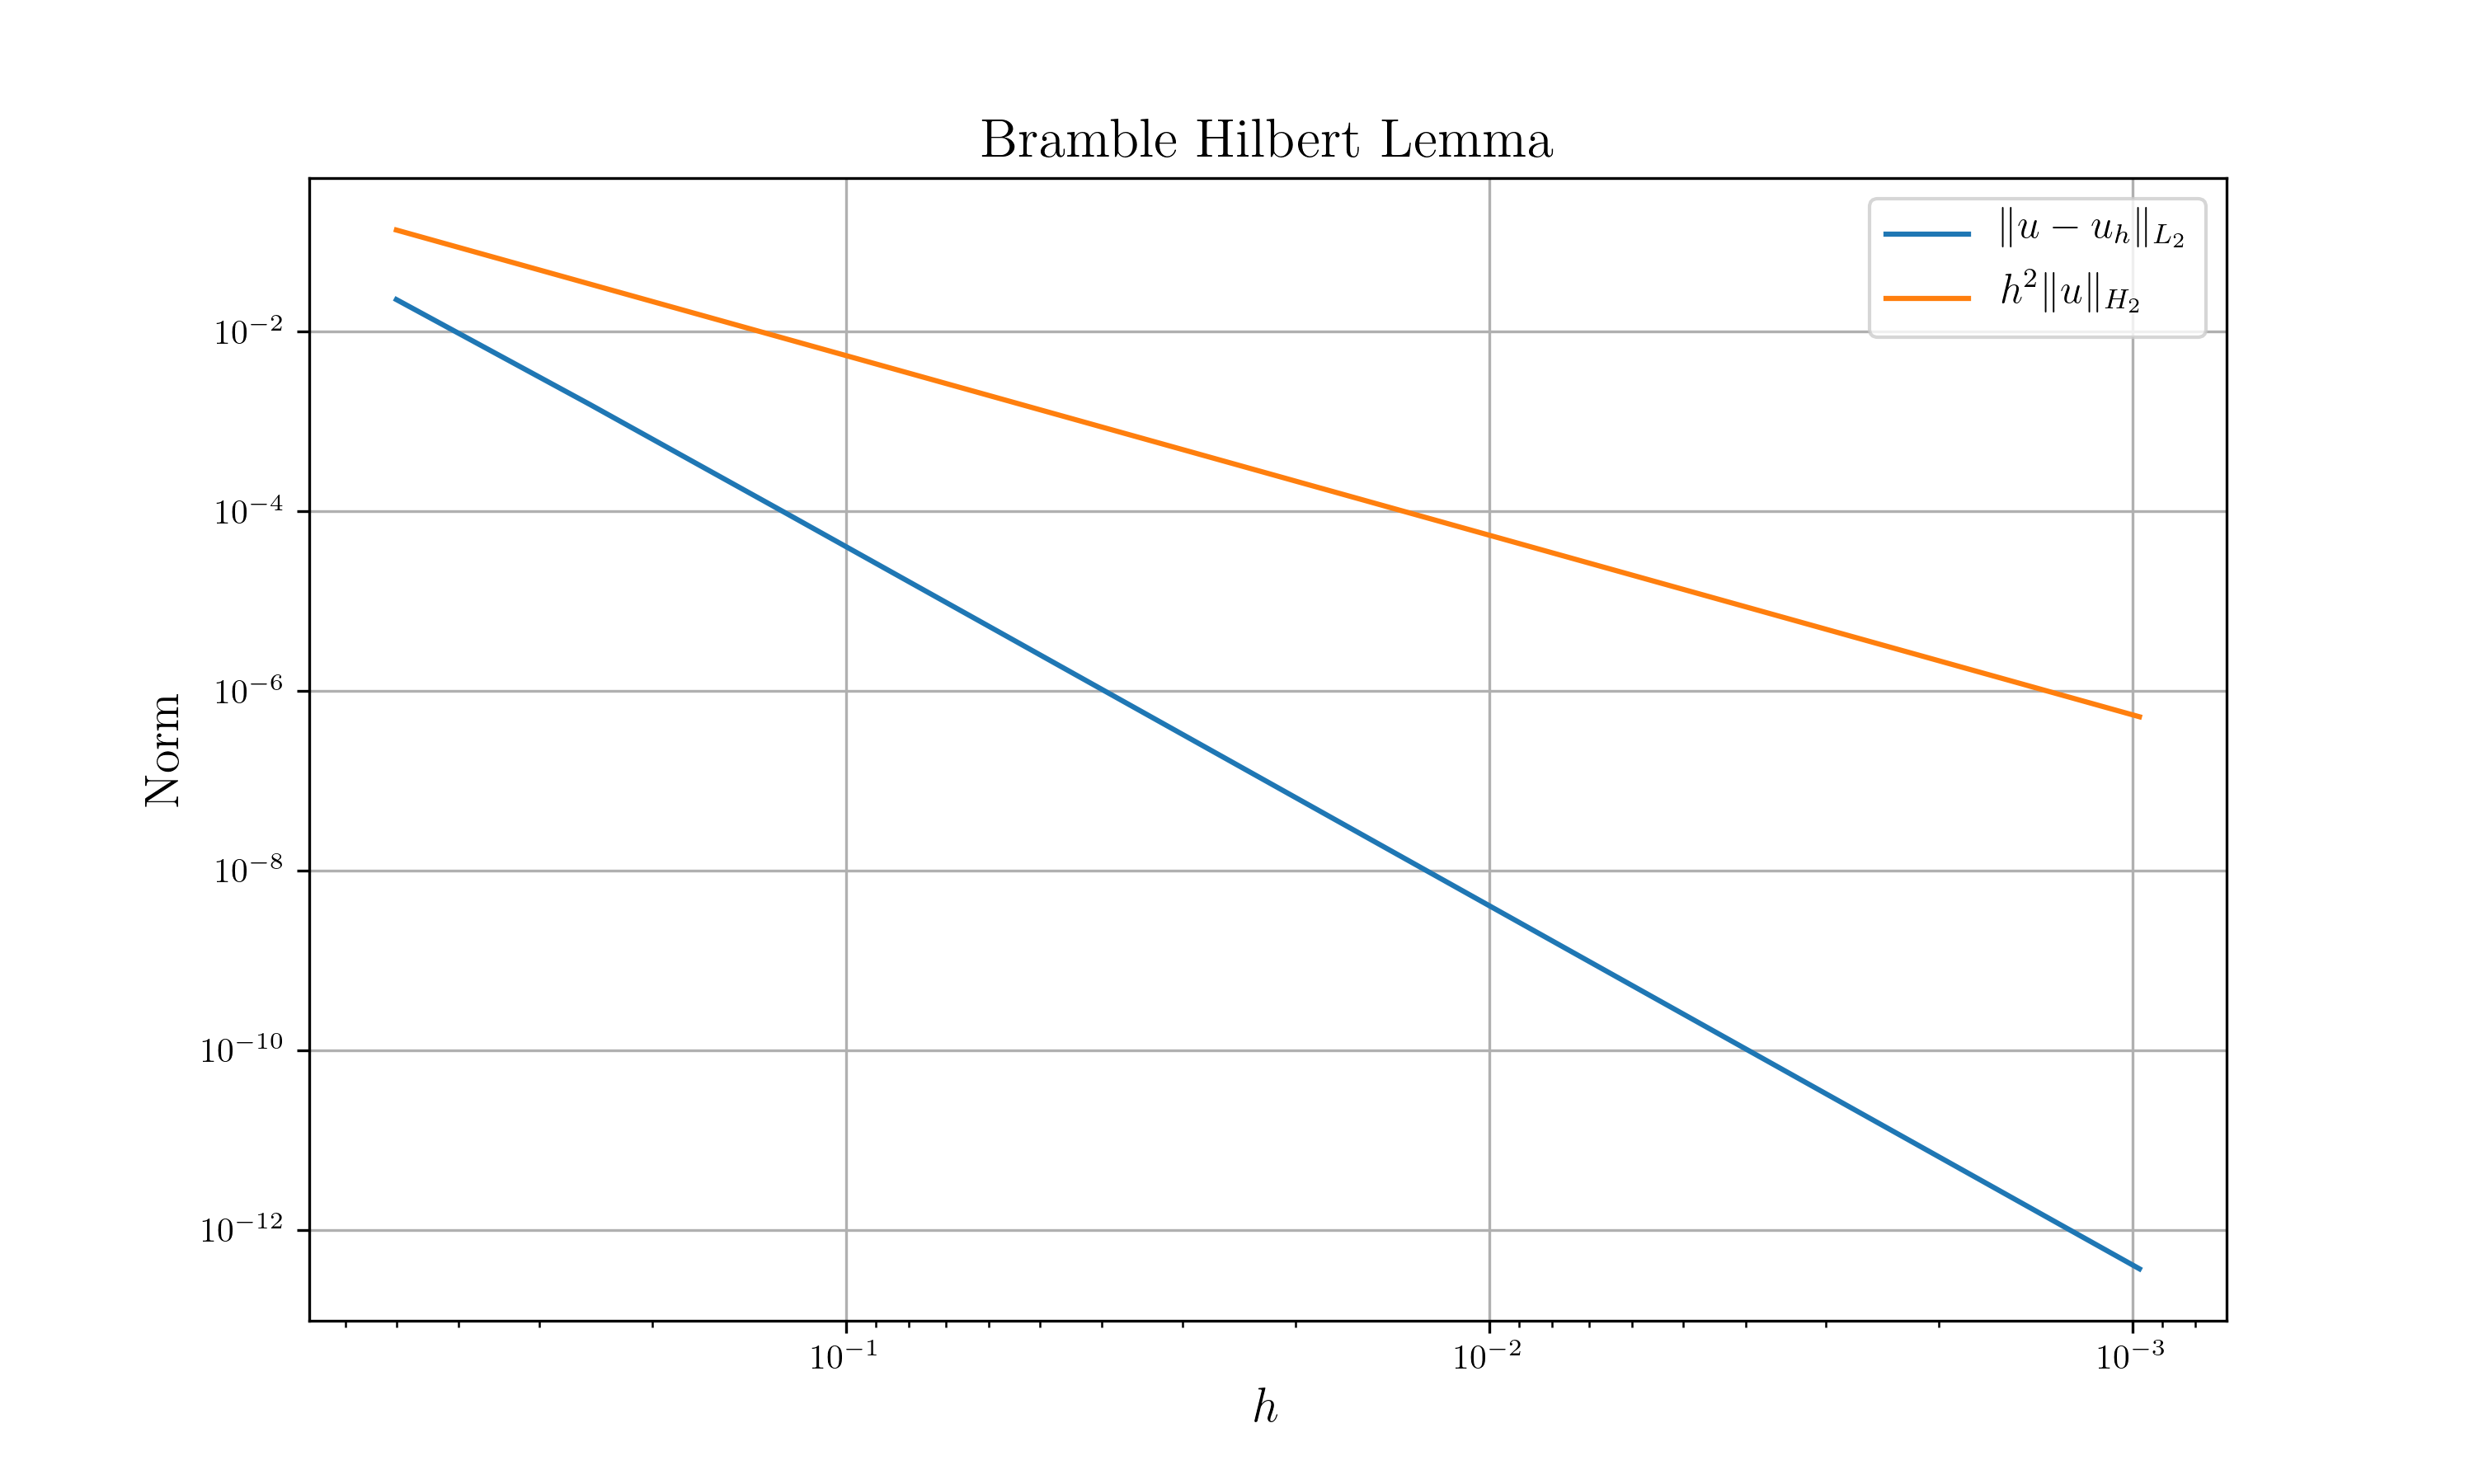 Bramble Hilbert Lemma
‖u − u_h‖_{L_2}
h^2‖u‖_{H_2}
Norm
10^{−2}
10^{−4}
10^{−6}
10^{−8}
10^{−10}
10^{−12}
10^{−1}
10^{−2}
10^{−3}
h